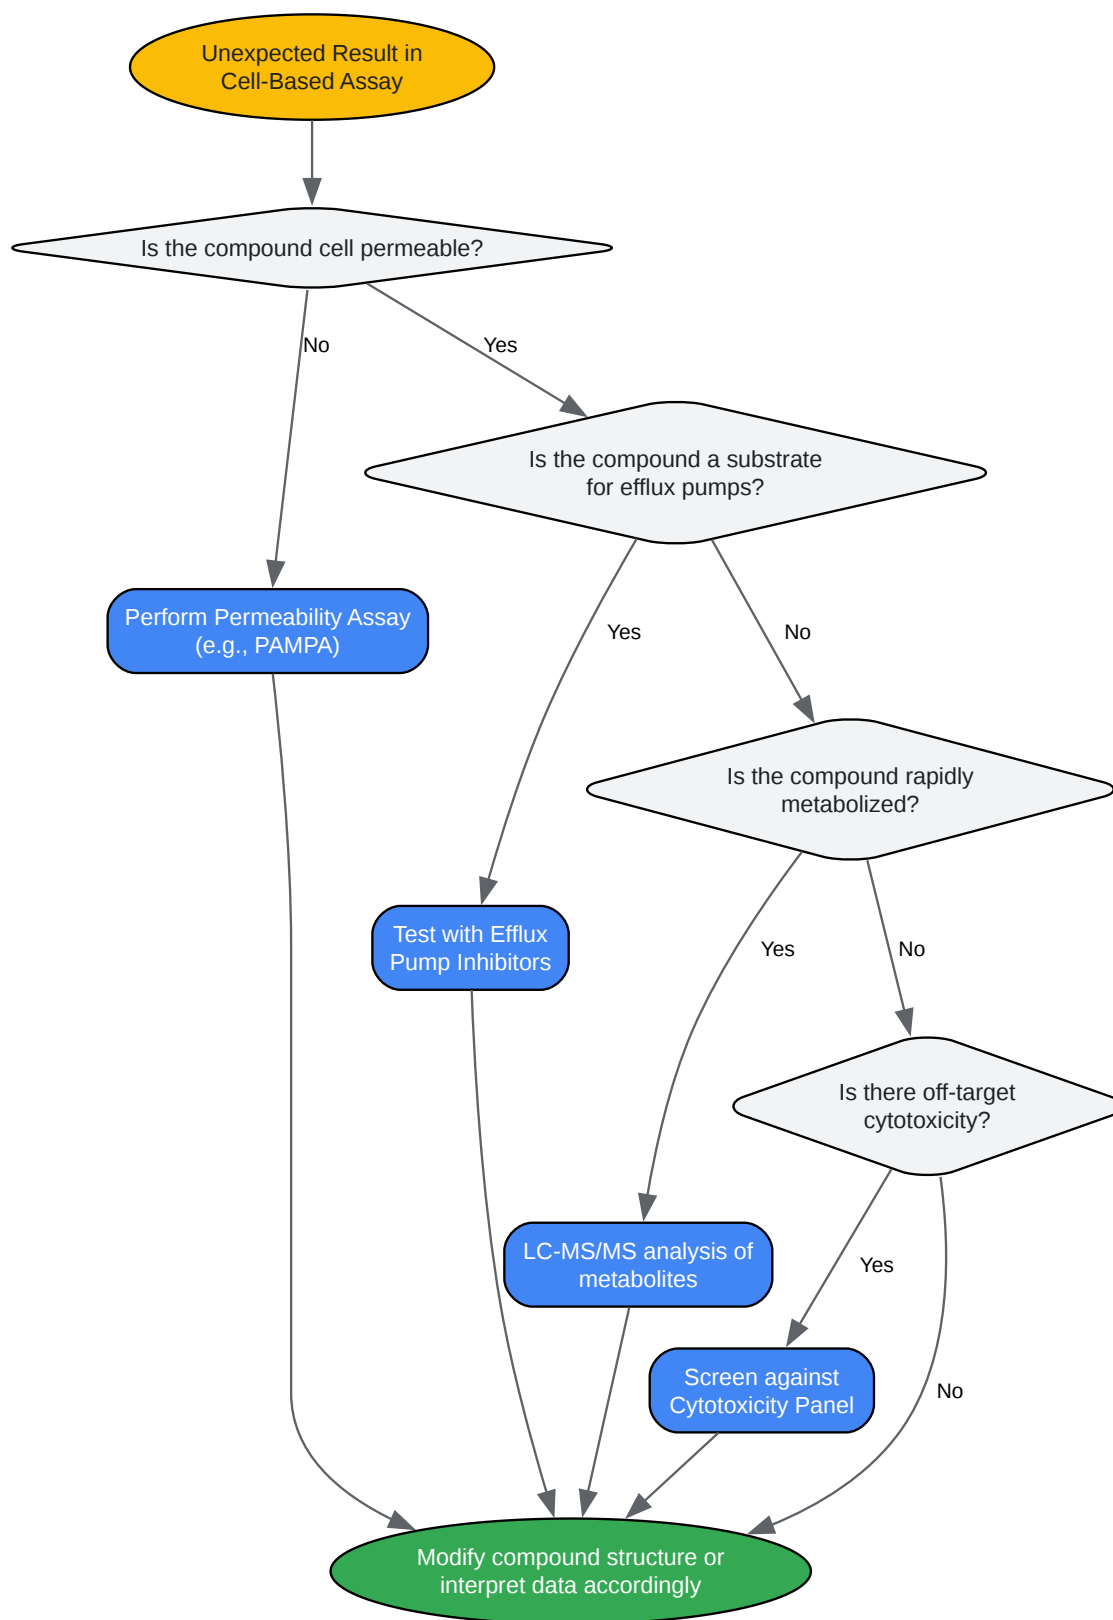 Unexpected Result in
Cell-Based Assay
Is the compound cell permeable?
No
Yes
Is the compound a substrate
for efflux pumps?
Perform Permeability Assay
(e.g., PAMPA)
Yes
No
Is the compound rapidly
metabolized?
Test with Efflux
Pump Inhibitors
Yes
No
Is there off-target
cytotoxicity?
LC-MS/MS analysis of
metabolites
Yes
Screen against
Cytotoxicity Panel
No
Modify compound structure or
interpret data accordingly